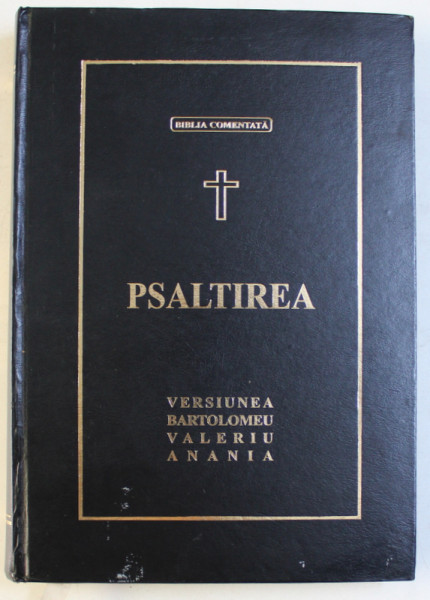 BIBLIA COMENTATĂ
PSALTIREA
VERSIUNEA
BARTOLOMEU
VALERIU
ANANIA